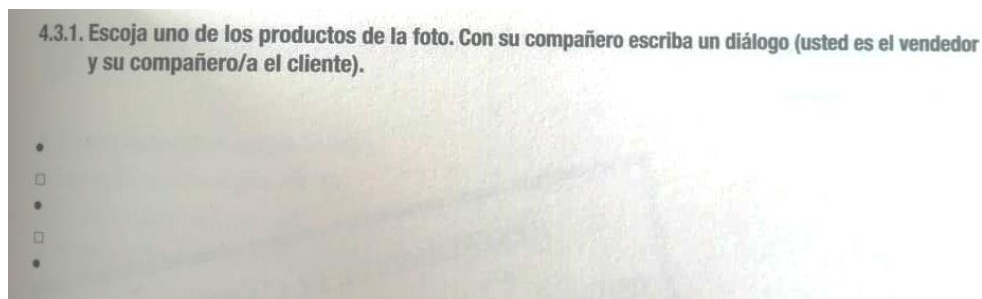 4.3.1. Escoja uno de los productos de la foto. Con su compañero escriba un diálogo (usted es el vendedor
y su compañero/a el cliente).
•
□
•
□
•